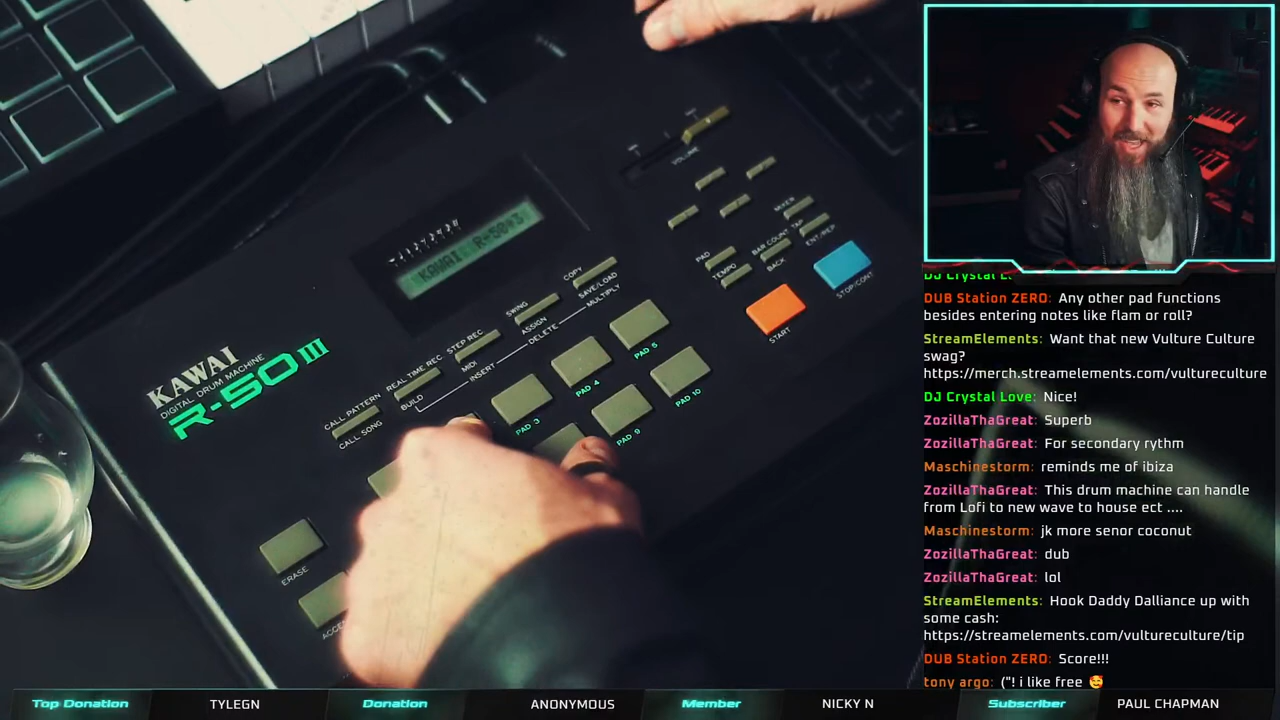 KAWAI
DIGITAL DRUM MACHINE
R-50 III
KAWAI R-50*3
VOLUME
MIXER
BAR COUNT TAP
ENT/REP
PAD
TEMPO
BACK
STOP/CONT.
START
COPY
SAVE/LOAD
MULTIPLY
SWING
ASSIGN
DELETE
STEP REC
MIDI
INSERT
REAL TIME REC
BUILD
CALL PATTERN
CALL SONG
PAD 3
PAD 4
PAD 5
PAD 9
PAD 10
ERASE
DUB Station ZERO: Any other pad functions
besides entering notes like flam or roll?
StreamElements: Want that new Vulture Culture
swag?
https://merch.streamelements.com/vultureculture
DJ Crystal Love: Nice!
ZozillaThaGreat: Superb
ZozillaThaGreat: For secondary rythm
Maschinestorm: reminds me of ibiza
ZozillaThaGreat: This drum machine can handle
from Lofi to new wave to house ect ....
Maschinestorm: jk more senor coconut
ZozillaThaGreat: dub
ZozillaThaGreat: lol
StreamElements: Hook Daddy Dalliance up with
some cash:
https://streamelements.com/vultureculture/tip
DUB Station ZERO: Score!!!
tony argo: ("! i like free 🥰
Top Donation TYLEGN Donation ANONYMOUS Member NICKY N Subscriber PAUL CHAPMAN